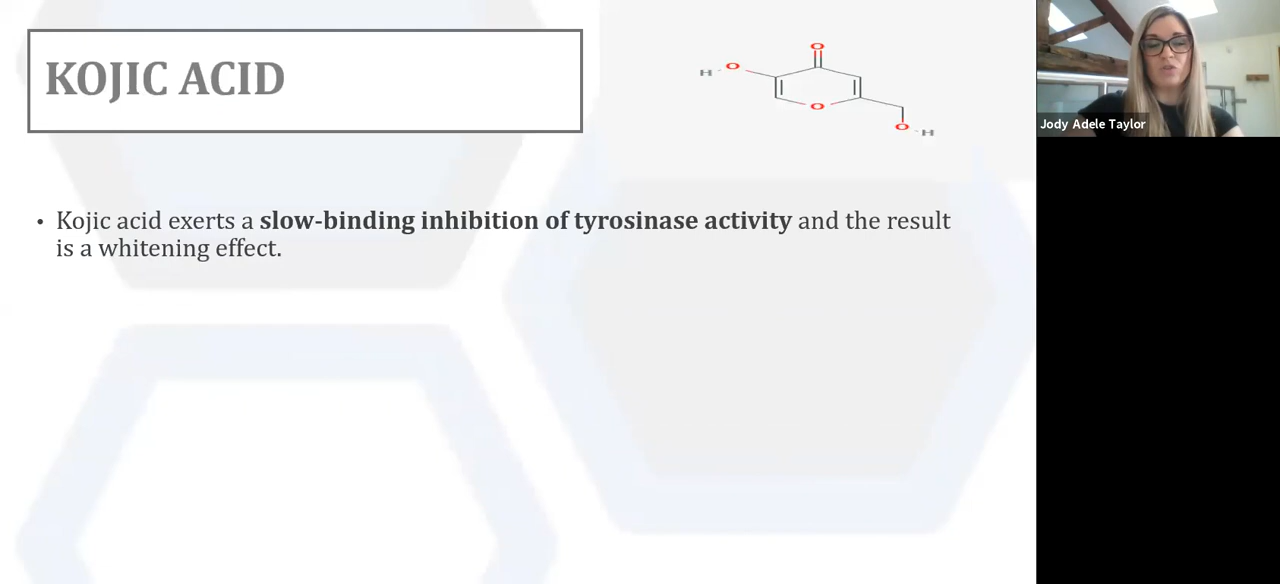 KOJIC ACID
H O O O O H
Jody Adele Taylor
• Kojic acid exerts a slow-binding inhibition of tyrosinase activity and the result
is a whitening effect.